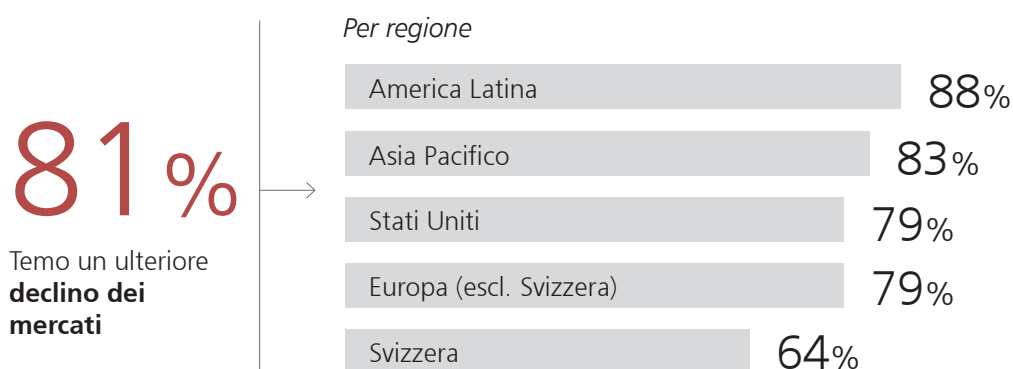 81%
Temo un ulteriore
declino dei
mercati
Per regione
America Latina 88%
Asia Pacifico 83%
Stati Uniti 79%
Europa (escl. Svizzera) 79%
Svizzera 64%